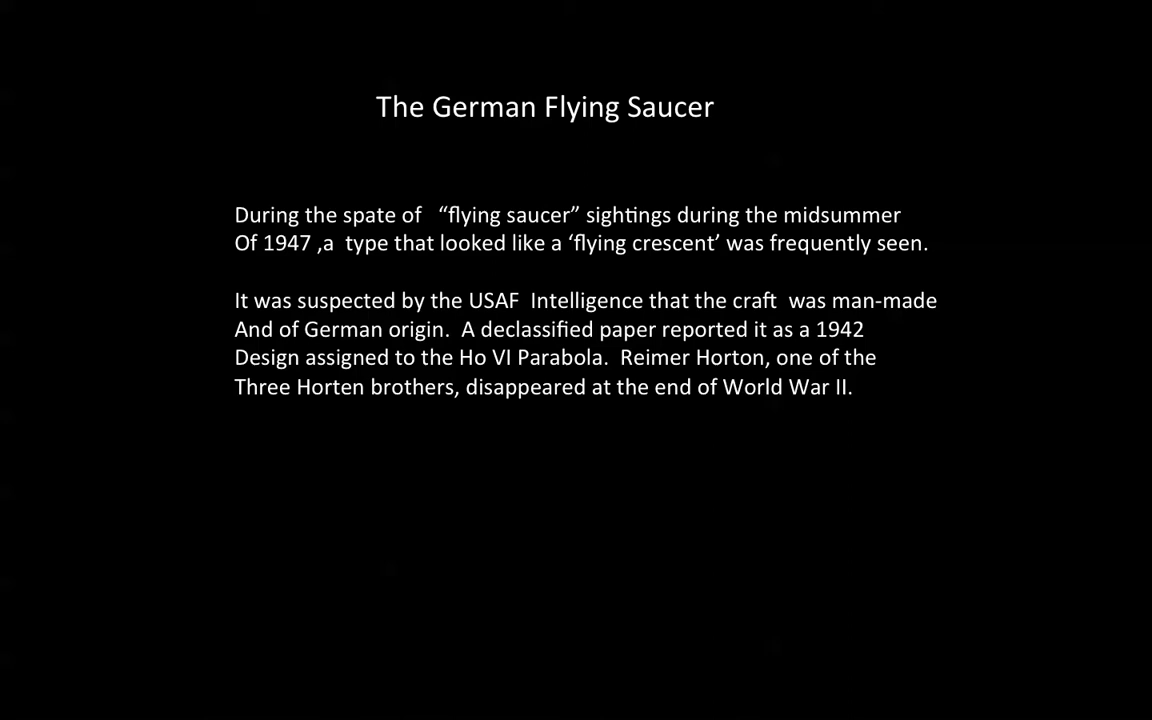 The German Flying Saucer
During the spate of “flying saucer” sightings during the midsummer
Of 1947 ,a type that looked like a ‘flying crescent’ was frequently seen.
It was suspected by the USAF Intelligence that the craft was man-made
And of German origin. A declassified paper reported it as a 1942
Design assigned to the Ho VI Parabola. Reimer Horton, one of the
Three Horten brothers, disappeared at the end of World War II.